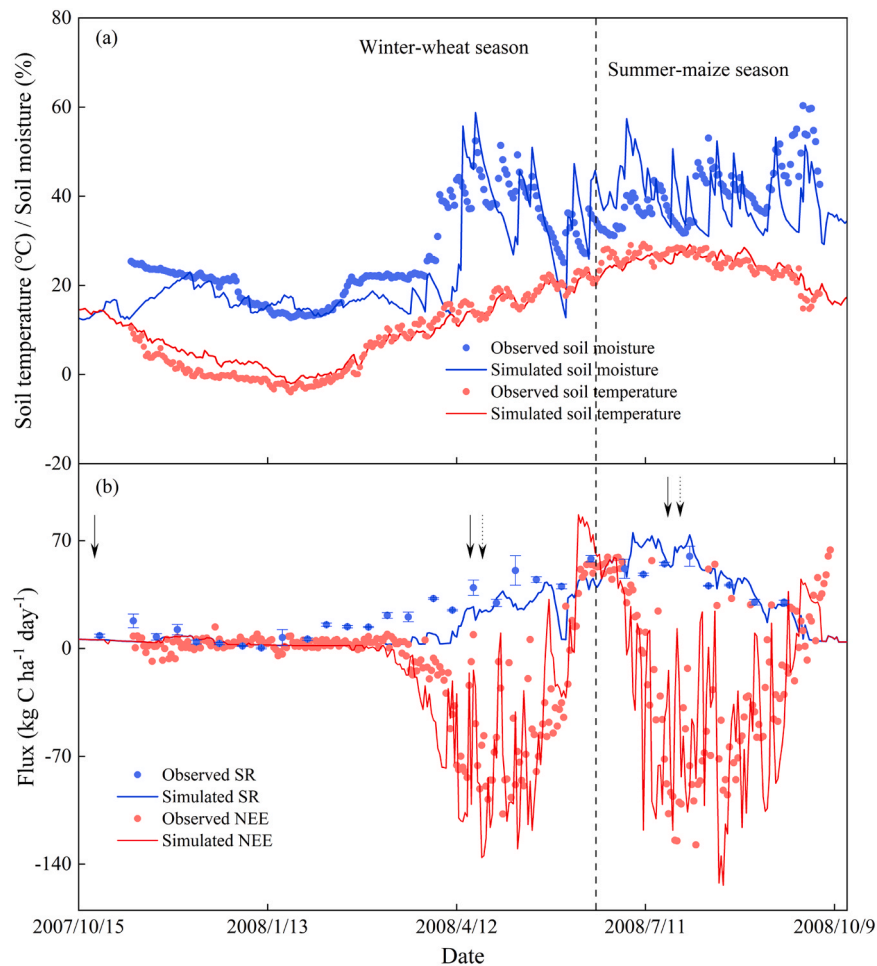 (a)
Winter-wheat season
Summer-maize season
Soil temperature (℃) / Soil moisture (%)
80
60
40
20
0
-20
Observed soil moisture
Simulated soil moisture
Observed soil temperature
Simulated soil temperature
(b)
Flux (kg C ha⁻¹ day⁻¹)
70
0
-70
-140
Observed SR
Simulated SR
Observed NEE
Simulated NEE
2007/10/15
2008/1/13
2008/4/12
2008/7/11
2008/10/9
Date